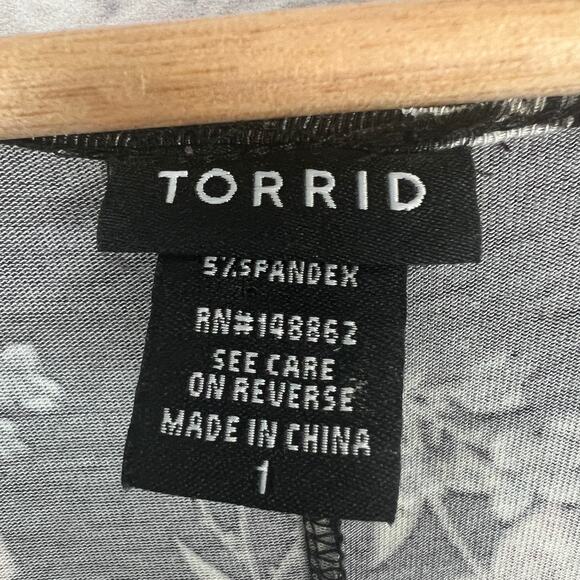 TORRID
5% SPANDEX
RN#148862
SEE CARE
ON REVERSE
MADE IN CHINA
1